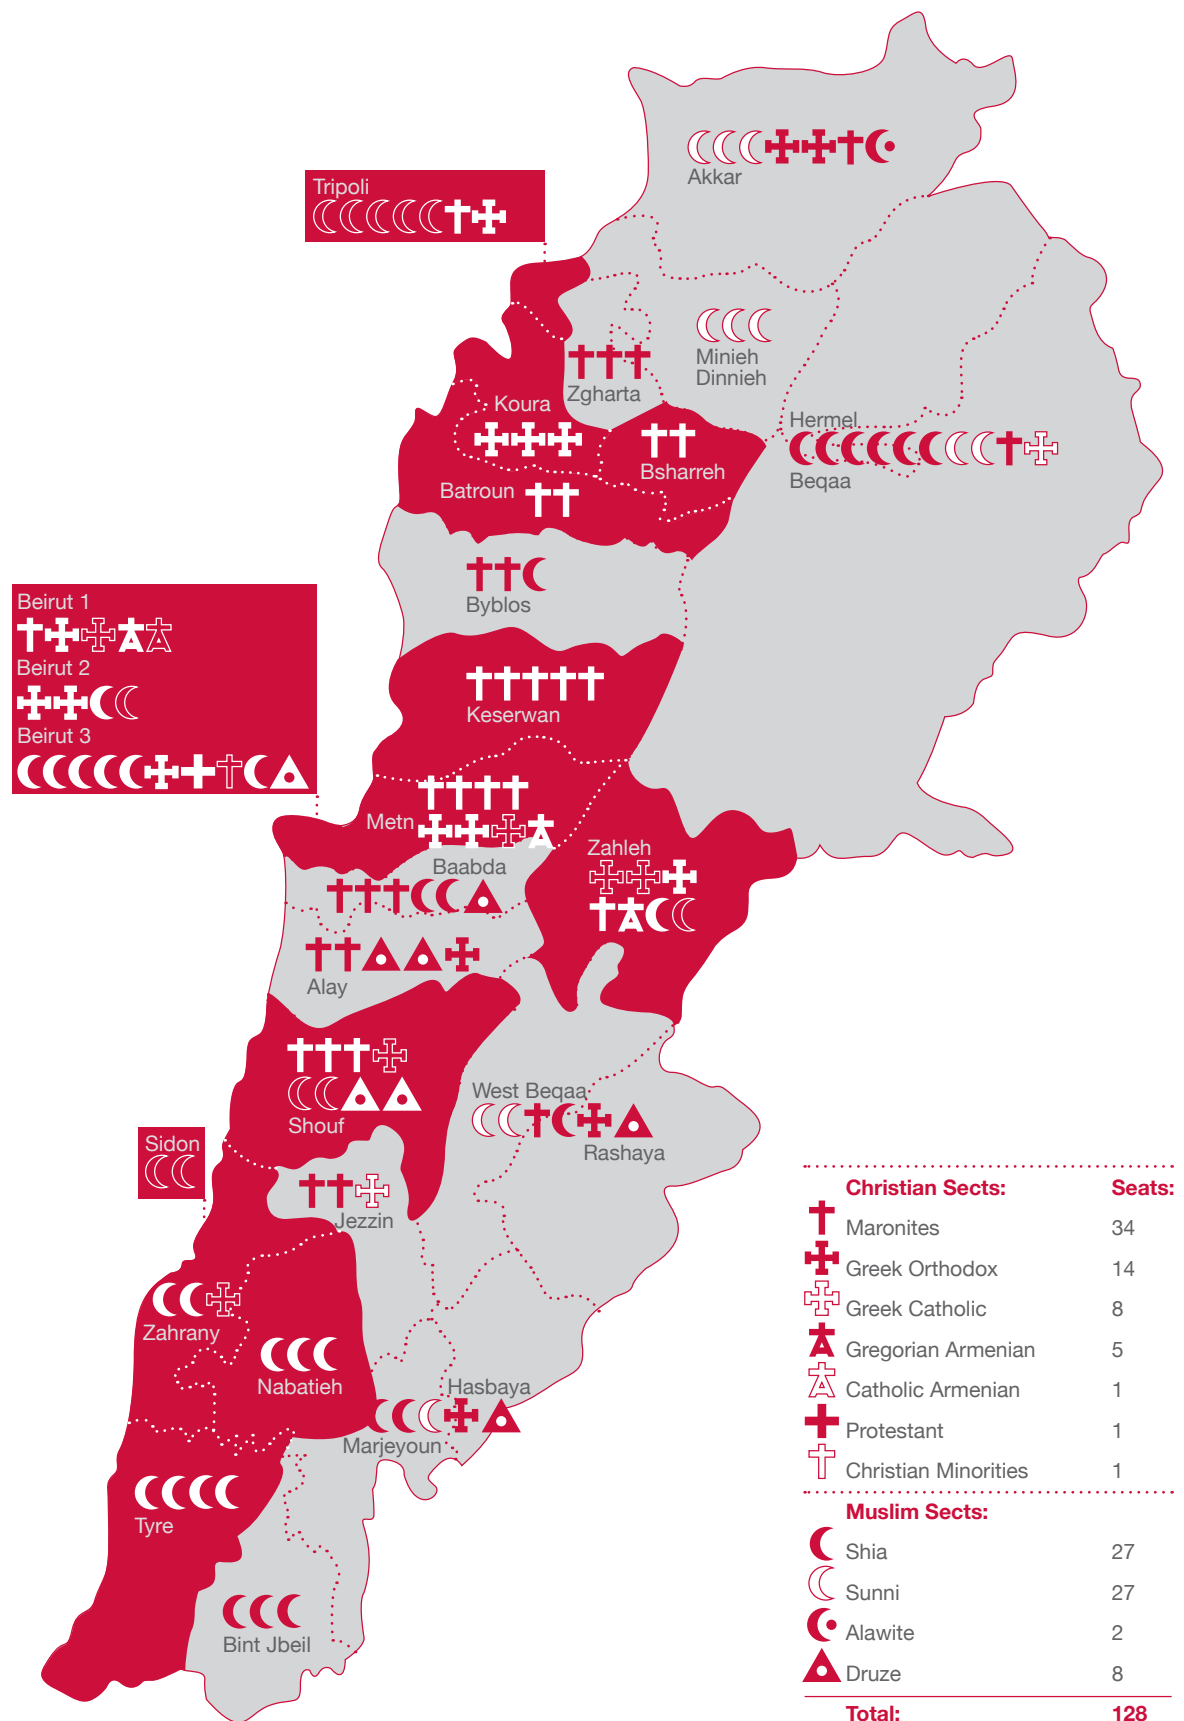 Akkar
Tripoli
Minieh
Dinnieh
Zgharta
Koura
Hermel
Bsharreh
Beqaa
Batroun
Byblos
Beirut 1
Beirut 2
Beirut 3
Keserwan
Metn
Zahleh
Baabda
Alay
West Beqaa
Shouf
Rashaya
Sidon
Jezzin
Zahrany
Nabatieh
Hasbaya
Marjeyoun
Tyre
Bint Jbeil
Christian Sects: Seats:
Maronites 34
Greek Orthodox 14
Greek Catholic 8
Gregorian Armenian 5
Catholic Armenian 1
Protestant 1
Christian Minorities 1
Muslim Sects:
Shia 27
Sunni 27
Alawite 2
Druze 8
Total: 128